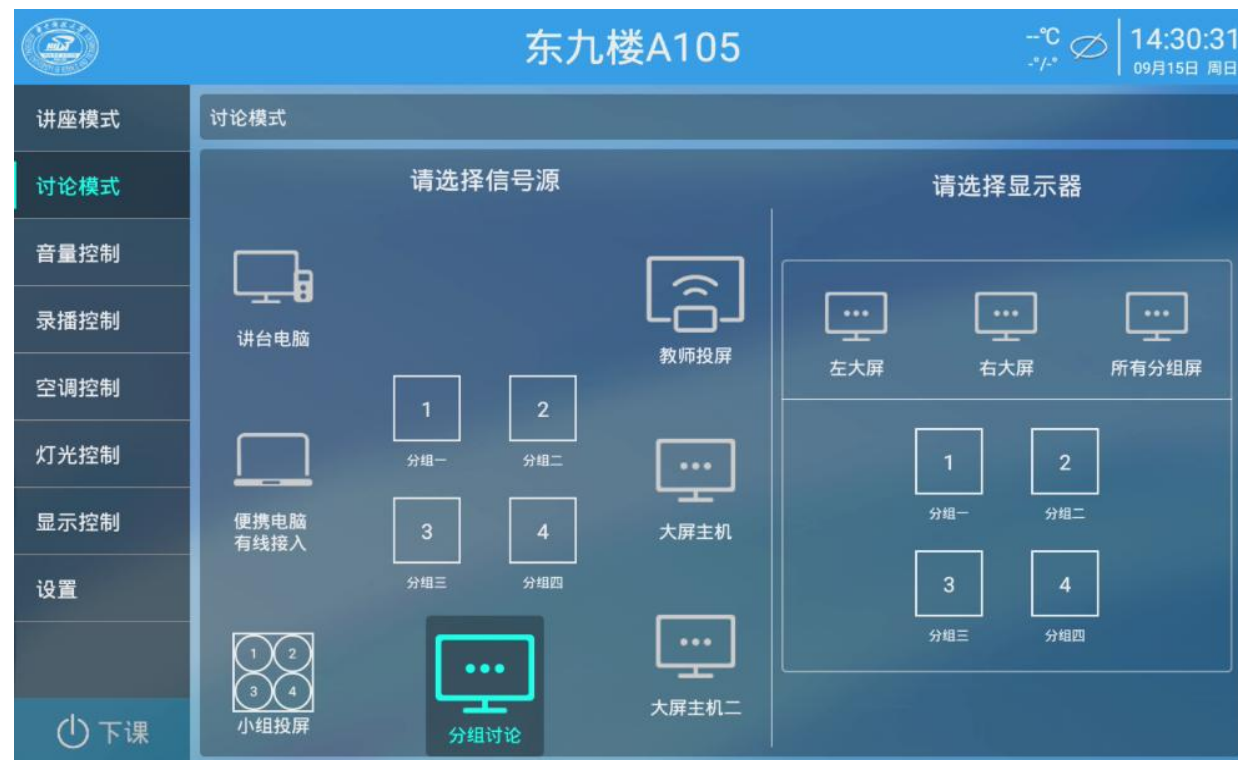 东九楼A105
--℃
-°/-°
14:30:31
09月15日 周日
讲座模式
讨论模式
音量控制
录播控制
空调控制
灯光控制
显示控制
设置
下课
讨论模式
请选择信号源
讲台电脑
教师投屏
1
2
分组一
分组二
便携电脑
有线接入
3
4
分组三
分组四
大屏主机
1
2
3
4
小组投屏
分组讨论
大屏主机二
请选择显示器
左大屏
右大屏
所有分组屏
1
2
分组一
分组二
3
4
分组三
分组四